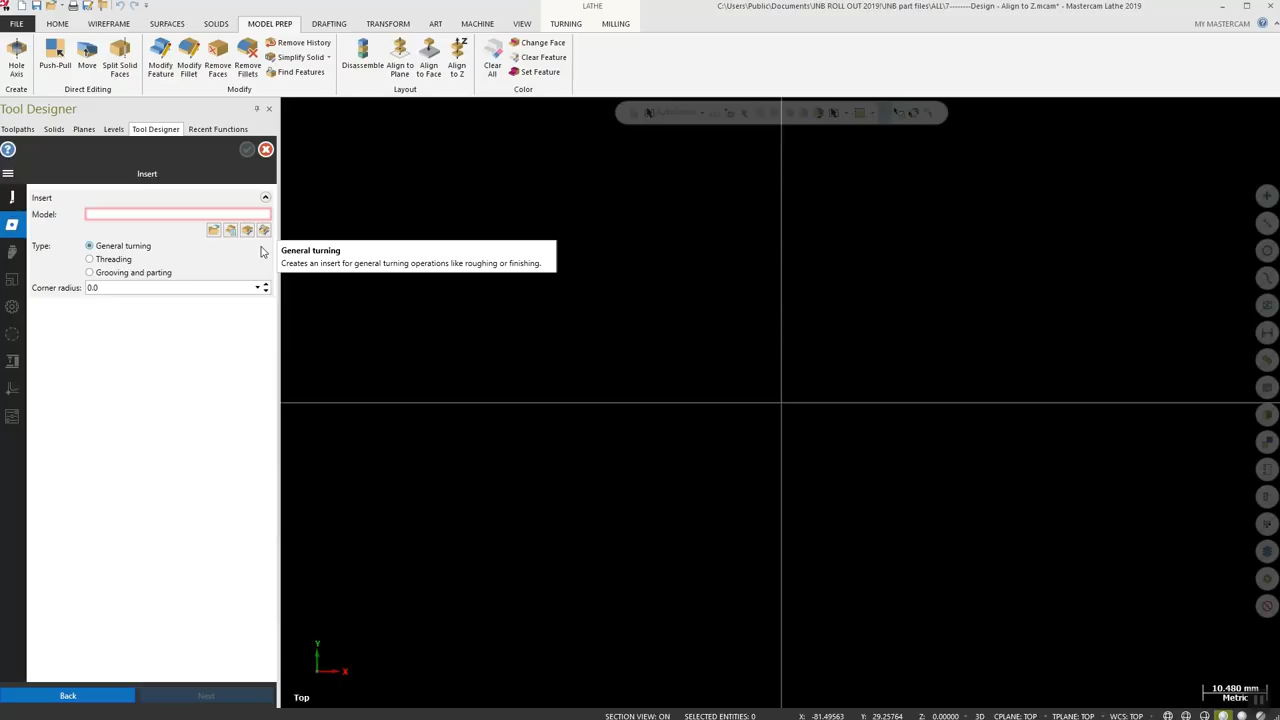 LATHE
C:\Users\Public\Documents\UNB ROLL OUT 2019\UNB part files\ALL\7--------Design - Align to Z.mcam* - Mastercam Lathe 2019
FILE HOME WIREFRAME SURFACES SOLIDS MODEL PREP DRAFTING TRANSFORM ART MACHINE VIEW TURNING MILLING MY MASTERCAM
Hole Axis
Push-Pull
Move
Split Solid Faces
Modify Feature
Modify Fillet
Remove Faces
Remove Fillets
Remove History
Simplify Solid
Find Features
Disassemble
Align to Plane
Align to Face
Align to Z
Clear All
Change Face
Clear Feature
Set Feature
Create Direct Editing Modify Layout Color
Tool Designer
Toolpaths Solids Planes Levels Tool Designer Recent Functions
Insert
Insert
Model:
Type: General turning
Threading
Grooving and parting
Corner radius: 0.0
General turning
Creates an insert for general turning operations like roughing or finishing.
Y
X
Top
10.480 mm
Metric
Back Next
SECTION VIEW: ON SELECTED ENTITIES: 0 X: -81.49563 Y: 29.25764 Z: 0.00000 3D CPLANE: TOP TPLANE: TOP WCS: TOP